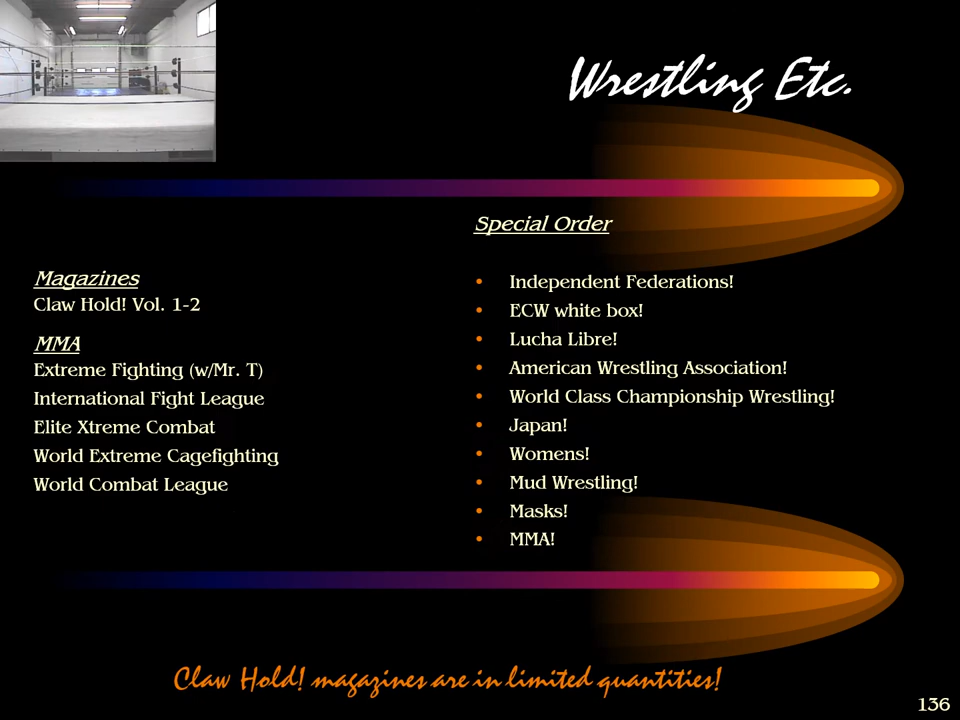 Wrestling Etc.
Magazines
Claw Hold! Vol. 1-2
MMA
Extreme Fighting (w/Mr. T)
International Fight League
Elite Xtreme Combat
World Extreme Cagefighting
World Combat League
Special Order
• Independent Federations!
• ECW white box!
• Lucha Libre!
• American Wrestling Association!
• World Class Championship Wrestling!
• Japan!
• Womens!
• Mud Wrestling!
• Masks!
• MMA!
Claw Hold! magazines are in limited quantities!
136